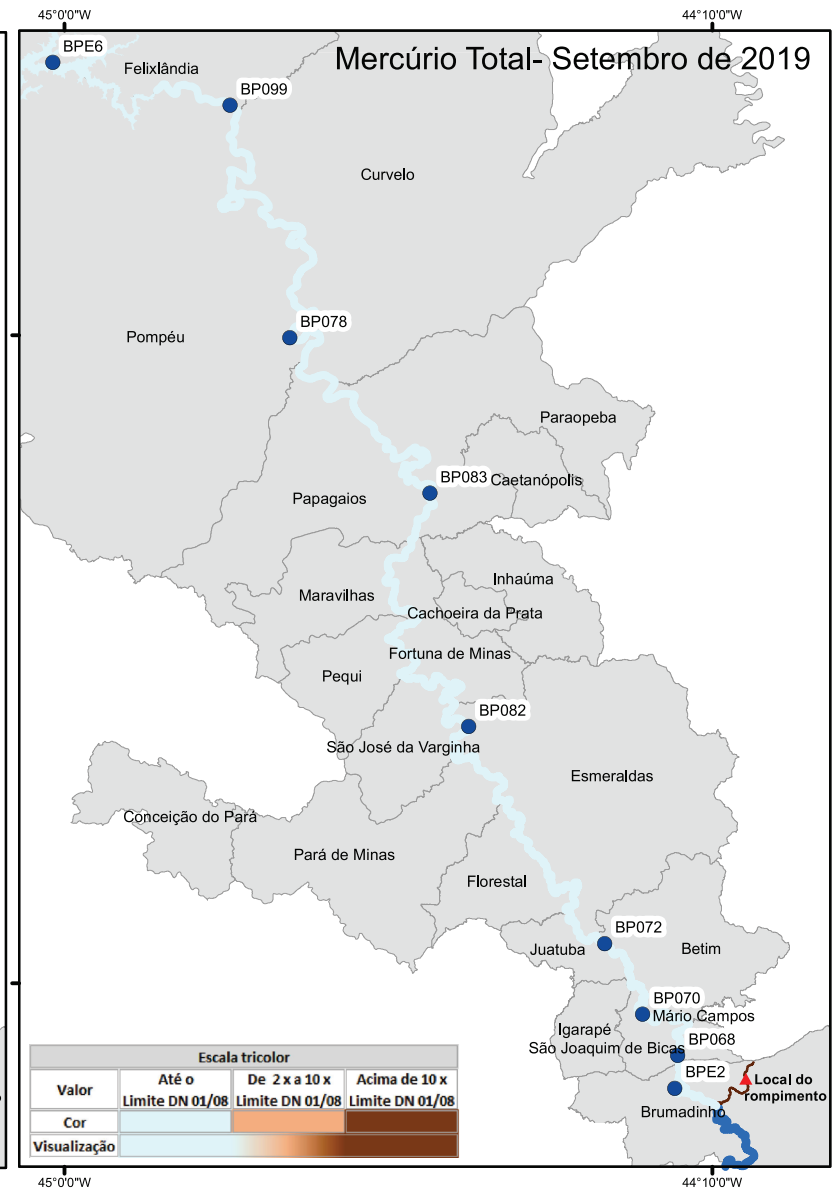 45°0'0"W
44°10'0"W
Mercúrio Total- Setembro de 2019
BPE6
Felixlândia
BP099
Curvelo
BP078
Pompéu
Paraopeba
BP083
Caetanópolis
Papagaios
Inhaúma
Maravilhas
Cachoeira da Prata
Fortuna de Minas
Pequi
BP082
São José da Varginha
Esmeraldas
Conceição do Pará
Pará de Minas
Florestal
BP072
Juatuba
Betim
BP070
Mário Campos
Igarapé
BP068
São Joaquim de Bicas
BPE2
Local do
rompimento
Brumadinho
Escala tricolor
Valor
Até o
Limite DN 01/08
De 2 x a 10 x
Limite DN 01/08
Acima de 10 x
Limite DN 01/08
Cor
Visualização
45°0'0"W
44°10'0"W